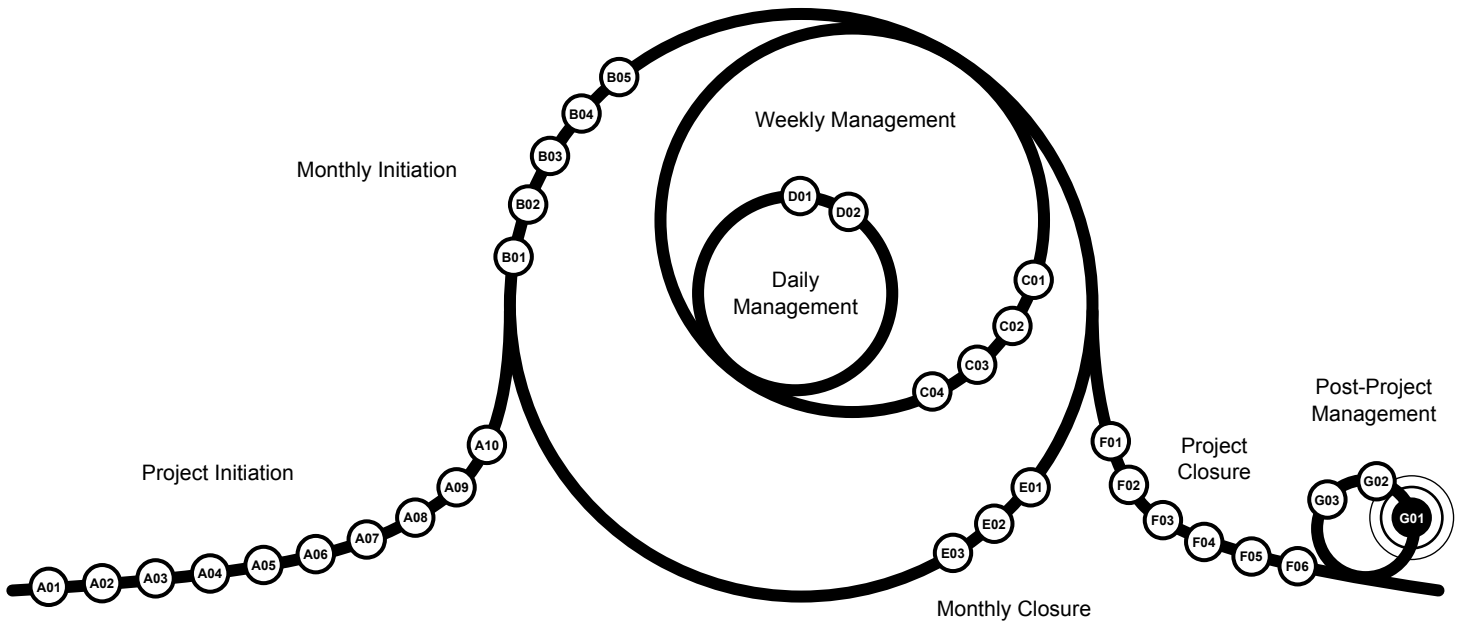 Project Initiation
A01
A02
A03
A04
A05
A06
A07
A08
A09
A10
Monthly Initiation
B01
B02
B03
B04
B05
Weekly Management
C01
C02
C03
C04
Daily
Management
D01
D02
Monthly Closure
E01
E02
E03
Project
Closure
F01
F02
F03
F04
F05
F06
Post-Project
Management
G01
G02
G03